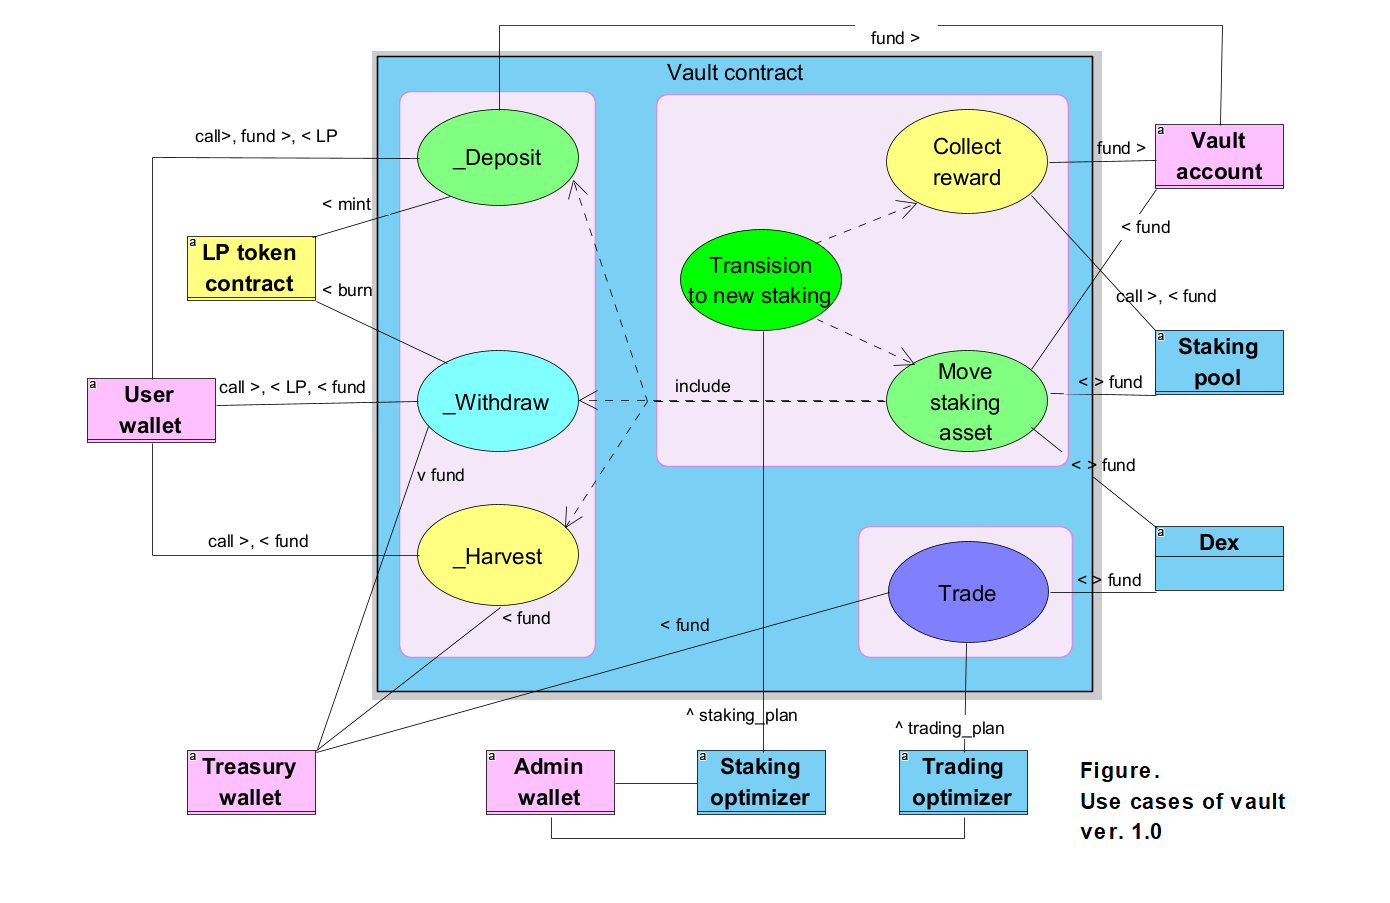 fund >
Vault contract
call>, fund >, < LP
_Deposit
Collect
reward
fund >
a
Vault
account
< mint
< fund
a
LP token
contract
Transision
to new staking
< burn
call >, < fund
a
Staking
pool
a
User
wallet
call >, < LP, < fund
_Withdraw
include
Move
staking
asset
< > fund
v fund
< > fund
call >, < fund
_Harvest
a
Dex
< > fund
Trade
< fund
< fund
^ staking_plan
^ trading_plan
a
Treasury
wallet
a
Admin
wallet
a
Staking
optimizer
a
Trading
optimizer
Figure.
Use cases of vault
ver. 1.0